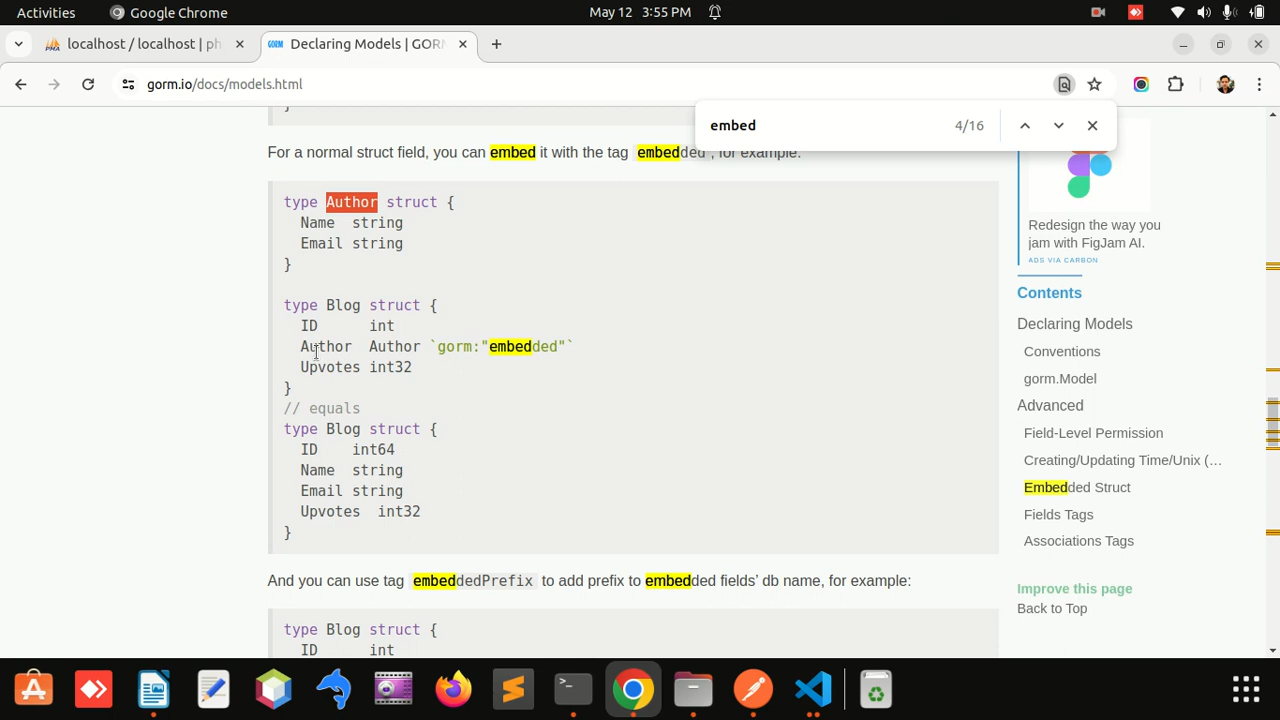 Activities
Google Chrome
May 12 3:55 PM
localhost / localhost | ph
Declaring Models | GOR
gorm.io/docs/models.html
embed
4/16
For a normal struct field, you can embed it with the tag embedded , for example:
type Author struct {
Name string
Email string
}
type Blog struct {
ID int
Author Author `gorm:"embedded"`
Upvotes int32
}
// equals
type Blog struct {
ID int64
Name string
Email string
Upvotes int32
}
And you can use tag embeddedPrefix to add prefix to embedded fields’ db name, for example:
type Blog struct {
ID int
Redesign the way you
jam with FigJam AI.
ADS VIA CARBON
Contents
Declaring Models
Conventions
gorm.Model
Advanced
Field-Level Permission
Creating/Updating Time/Unix (…
Embedded Struct
Fields Tags
Associations Tags
Improve this page
Back to Top